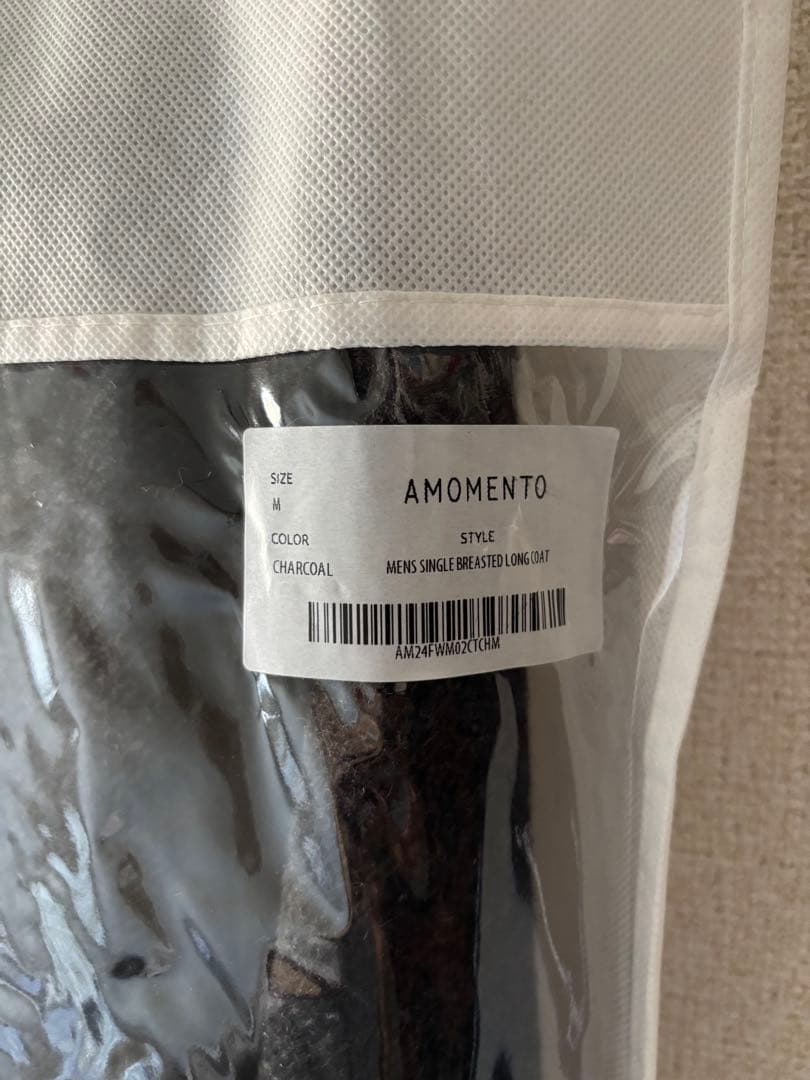 SIZE
M
AMOMENTO
COLOR
CHARCOAL
STYLE
MENS SINGLE BREASTED LONG COAT
AM24FWM02CTCHM